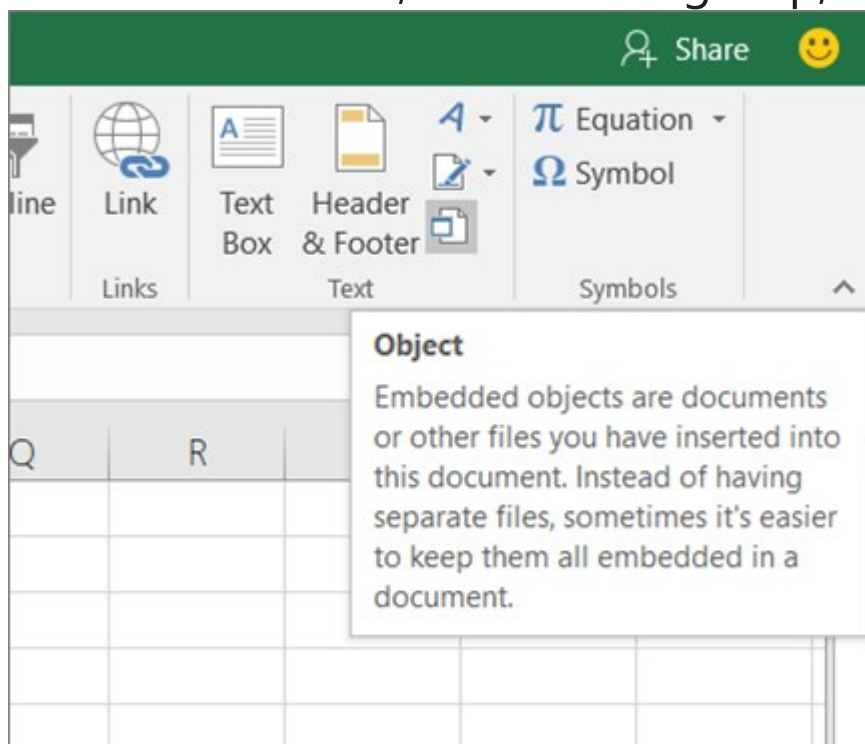 Share
line
Link
Text
Box
Header
& Footer
A
A
π Equation
Ω Symbol
Links
Text
Symbols
Object
Embedded objects are documents
or other files you have inserted into
this document. Instead of having
separate files, sometimes it's easier
to keep them all embedded in a
document.
Q
R